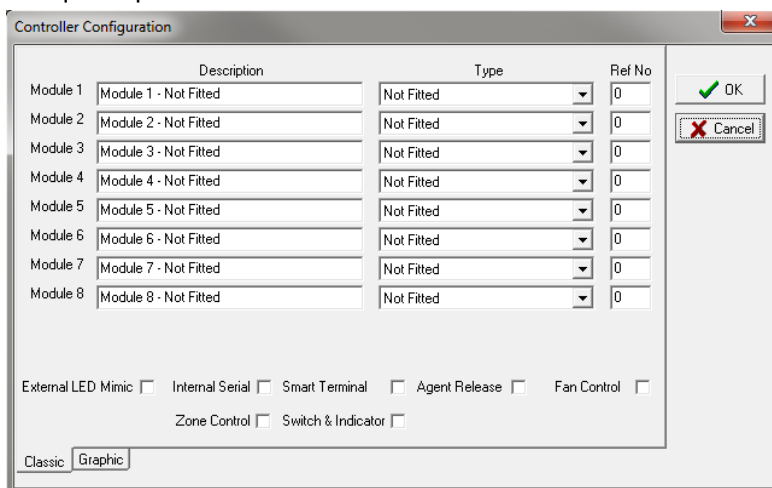 Controller Configuration
Description Type Ref No
Module 1 Module 1 - Not Fitted Not Fitted 0
OK
Module 2 Module 2 - Not Fitted Not Fitted 0
Cancel
Module 3 Module 3 - Not Fitted Not Fitted 0
Module 4 Module 4 - Not Fitted Not Fitted 0
Module 5 Module 5 - Not Fitted Not Fitted 0
Module 6 Module 6 - Not Fitted Not Fitted 0
Module 7 Module 7 - Not Fitted Not Fitted 0
Module 8 Module 8 - Not Fitted Not Fitted 0
External LED Mimic Internal Serial Smart Terminal Agent Release Fan Control
Zone Control Switch & Indicator
Classic Graphic